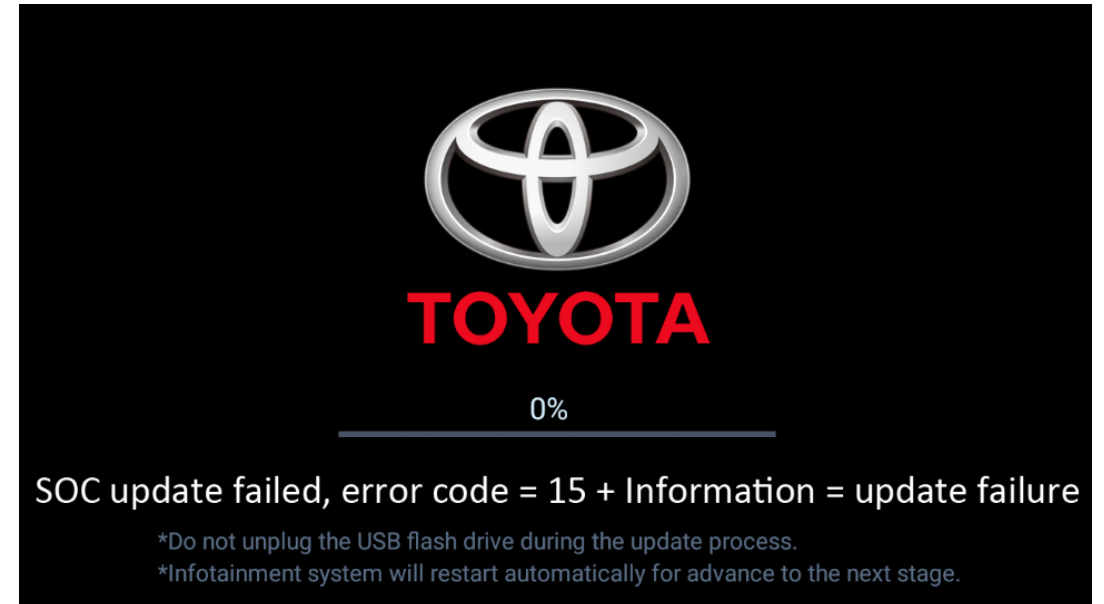 TOYOTA
0%
SOC update failed, error code = 15 + Information = update failure
*Do not unplug the USB flash drive during the update process.
*Infotainment system will restart automatically for advance to the next stage.